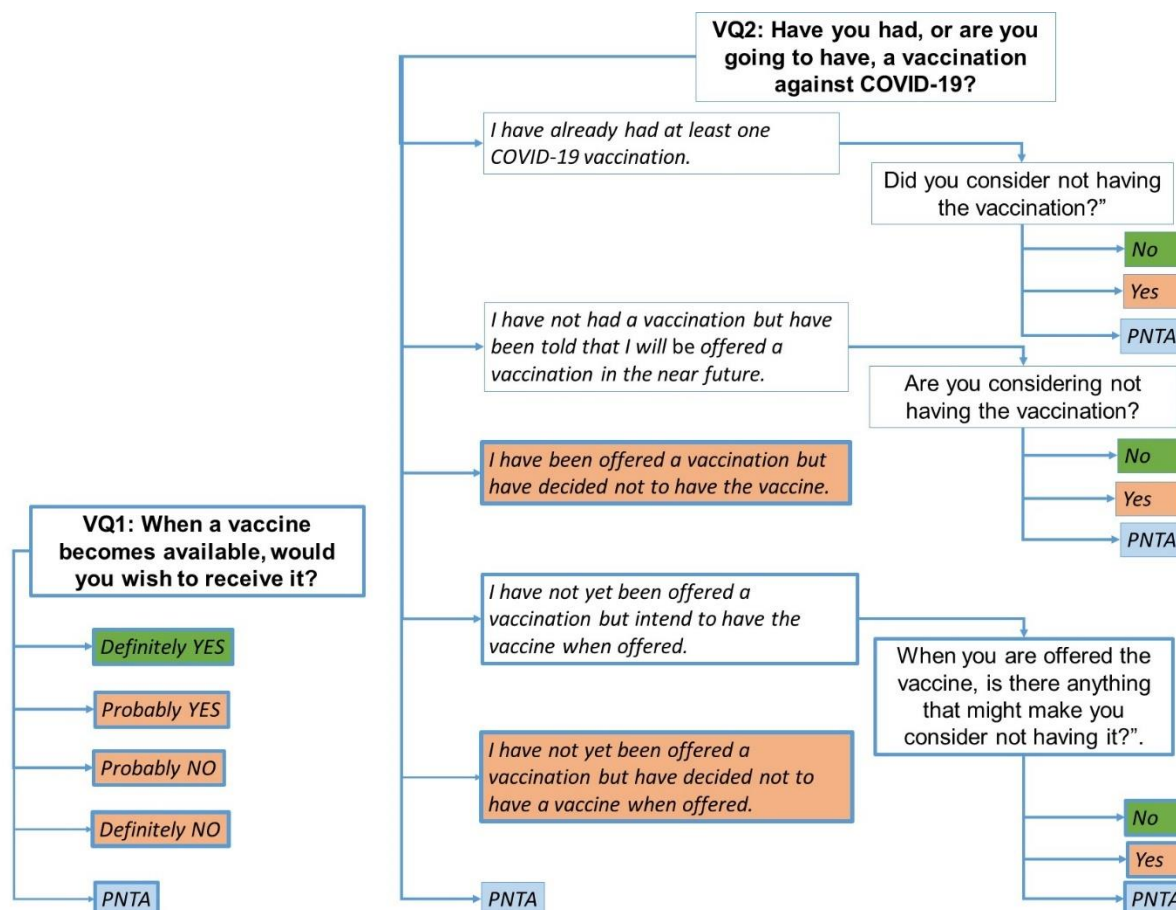 VQ1: When a vaccine
becomes available, would
you wish to receive it?
Definitely YES
Probably YES
Probably NO
Definitely NO
PNTA
VQ2: Have you had, or are you
going to have, a vaccination
against COVID-19?
I have already had at least one
COVID-19 vaccination.
Did you consider not having
the vaccination?”
No
Yes
PNTA
I have not had a vaccination but have
been told that I will be offered a
vaccination in the near future.
Are you considering not
having the vaccination?
No
Yes
PNTA
I have been offered a vaccination but
have decided not to have the vaccine.
I have not yet been offered a
vaccination but intend to have the
vaccine when offered.
When you are offered the
vaccine, is there anything
that might make you
consider not having it?”.
No
Yes
PNTA
I have not yet been offered a
vaccination but have decided not to
have a vaccine when offered.
PNTA